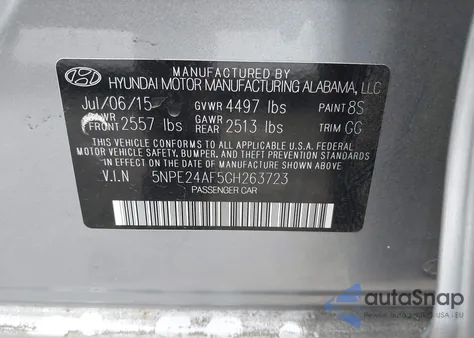 MANUFACTURED BY
HYUNDAI MOTOR MANUFACTURING ALABAMA, LLC
Jul/06/15 GVWR 4497 lbs PAINT 8S
GAWR FRONT 2557 lbs GAWR REAR 2513 lbs TRIM GG
THIS VEHICLE CONFORMS TO ALL APPLICABLE U.S.A. FEDERAL
MOTOR VEHICLE SAFETY, BUMPER, AND THEFT PREVENTION
STANDARDS IN EFFECT ON THE DATE OF MANUFACTURE SHOWN ABOVE.
V.I.N 5NPE24AF5GH263723
PASSENGER CAR
autoSnap
USA - EU